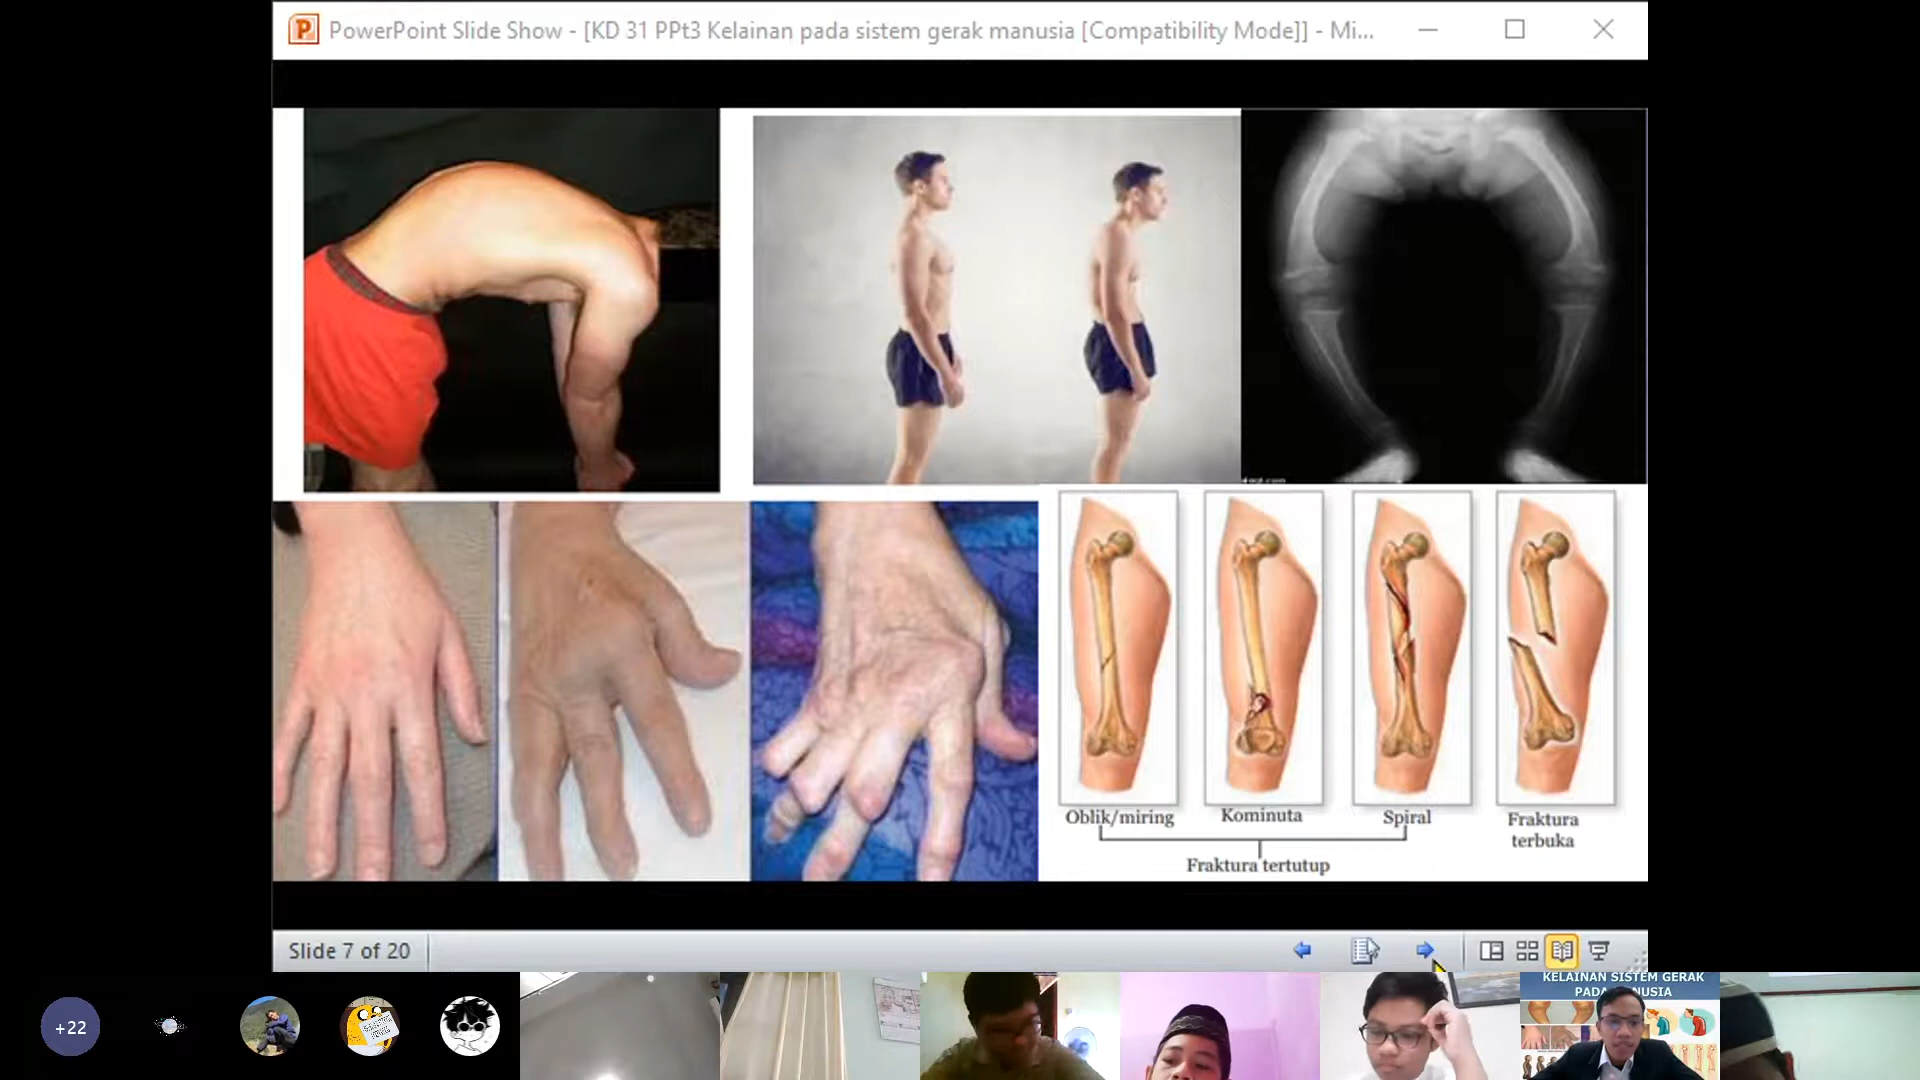 PowerPoint Slide Show - [KD 31 PPt3 Kelainan pada sistem gerak manusia [Compatibility Mode]] - Mi...
Oblik/miring
Kominuta
Spiral
Fraktura
terbuka
Fraktura tertutup
Slide 7 of 20
+22
KELAINAN SISTEM GERAK